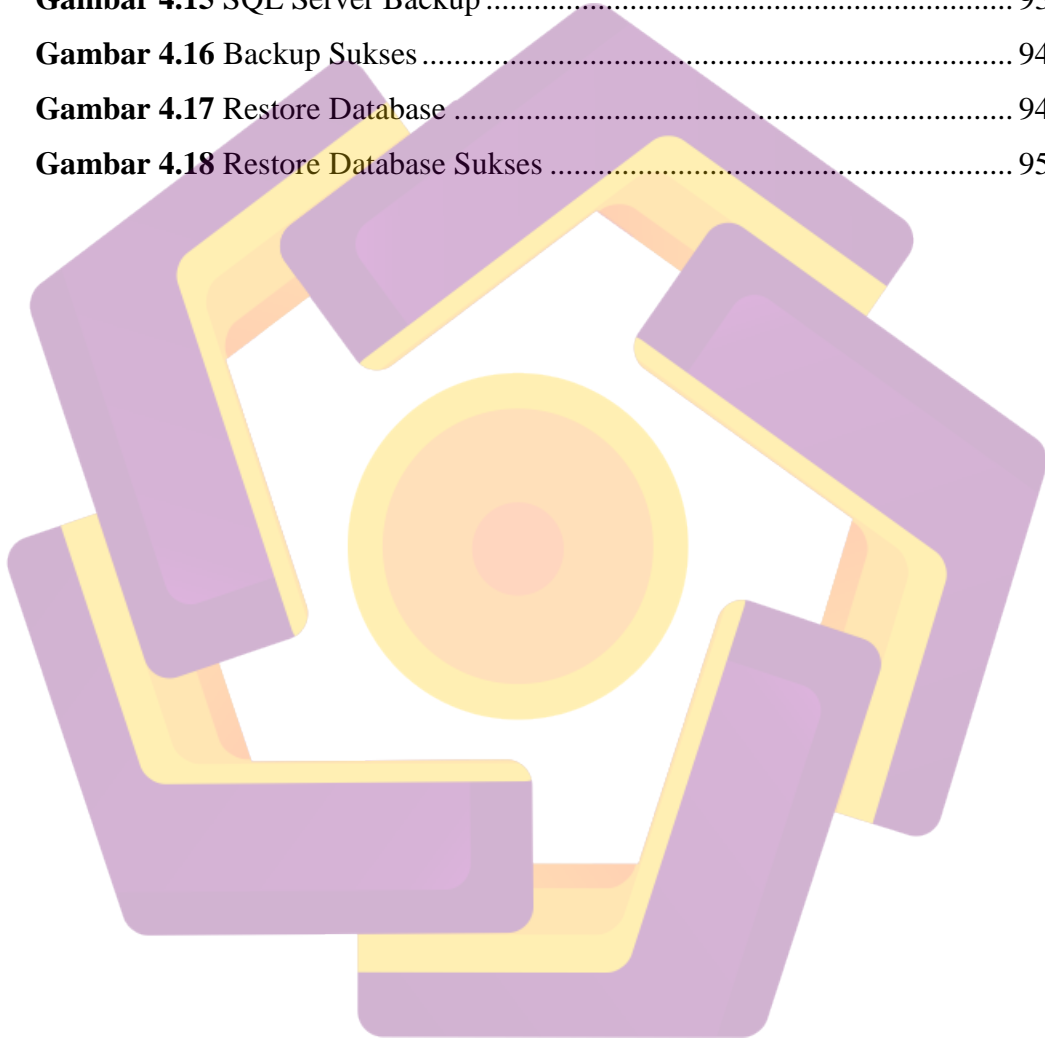 Gambar 4.15 SQL Server Backup ........................................................................ 93
Gambar 4.16 Backup Sukses ................................................................................ 94
Gambar 4.17 Restore Database ............................................................................ 94
Gambar 4.18 Restore Database Sukses ............................................................... 95